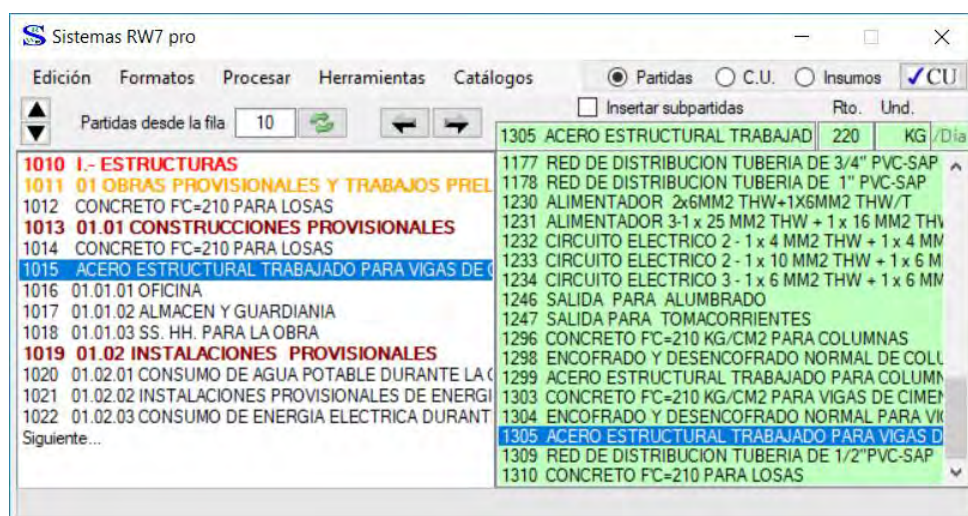 Sistemas RW7 pro
Edición Formatos Procesar Herramientas Catálogos Partidas C.U. Insumos ✓CU
Insertar subpartidas Rto. Und.
Partidas desde la fila 10
1305 ACERO ESTRUCTURAL TRABAJAD 220 KG /Día
1010 I.- ESTRUCTURAS
1011 01 OBRAS PROVISIONALES Y TRABAJOS PREL
1012 CONCRETO F'C=210 PARA LOSAS
1013 01.01 CONSTRUCCIONES PROVISIONALES
1014 CONCRETO F'C=210 PARA LOSAS
1015 ACERO ESTRUCTURAL TRABAJADO PARA VIGAS DE
1016 01.01.01 OFICINA
1017 01.01.02 ALMACEN Y GUARDIANIA
1018 01.01.03 SS. HH. PARA LA OBRA
1019 01.02 INSTALACIONES PROVISIONALES
1020 01.02.01 CONSUMO DE AGUA POTABLE DURANTE LA
1021 01.02.02 INSTALACIONES PROVISIONALES DE ENERGI
1022 01.02.03 CONSUMO DE ENERGIA ELECTRICA DURANT
Siguiente...
1177 RED DE DISTRIBUCION TUBERIA DE 3/4" PVC-SAP
1178 RED DE DISTRIBUCION TUBERIA DE 1" PVC-SAP
1230 ALIMENTADOR 2x6MM2 THW+1X6MM2 THW/T
1231 ALIMENTADOR 3-1 x 25 MM2 THW + 1 x 16 MM2 THW
1232 CIRCUITO ELECTRICO 2 - 1 x 4 MM2 THW + 1 x 4 MM
1233 CIRCUITO ELECTRICO 2 - 1 x 10 MM2 THW + 1 x 6 M
1234 CIRCUITO ELECTRICO 3 - 1 x 6 MM2 THW + 1 x 6 MM
1246 SALIDA PARA ALUMBRADO
1247 SALIDA PARA TOMACORRIENTES
1296 CONCRETO F'C=210 KG/CM2 PARA COLUMNAS
1298 ENCOFRADO Y DESENCOFRADO NORMAL DE COLU
1299 ACERO ESTRUCTURAL TRABAJADO PARA COLUMN
1303 CONCRETO F'C=210 KG/CM2 PARA VIGAS DE CIMEN
1304 ENCOFRADO Y DESENCOFRADO NORMAL PARA VIG
1305 ACERO ESTRUCTURAL TRABAJADO PARA VIGAS D
1309 RED DE DISTRIBUCION TUBERIA DE 1/2"PVC-SAP
1310 CONCRETO F'C=210 PARA LOSAS